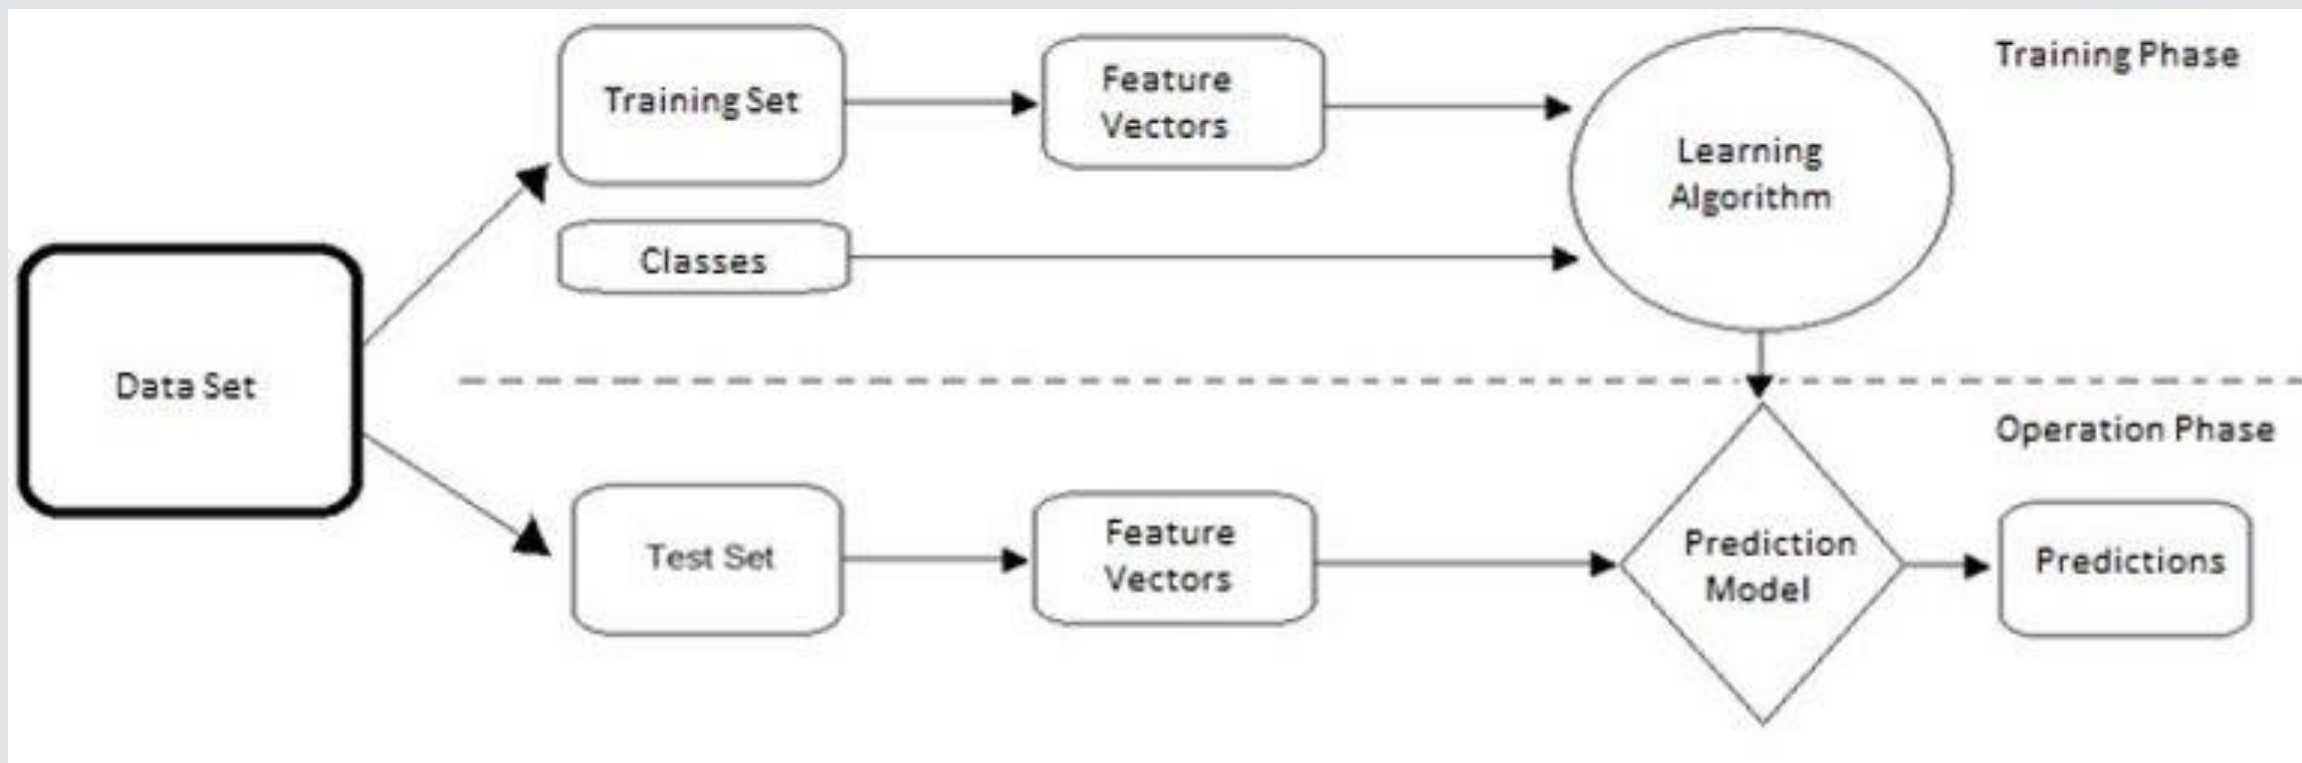 Training Set
Feature
Vectors
Training Phase
Learning
Algorithm
Classes
Data Set
Operation Phase
Test Set
Feature
Vectors
Prediction
Model
Predictions